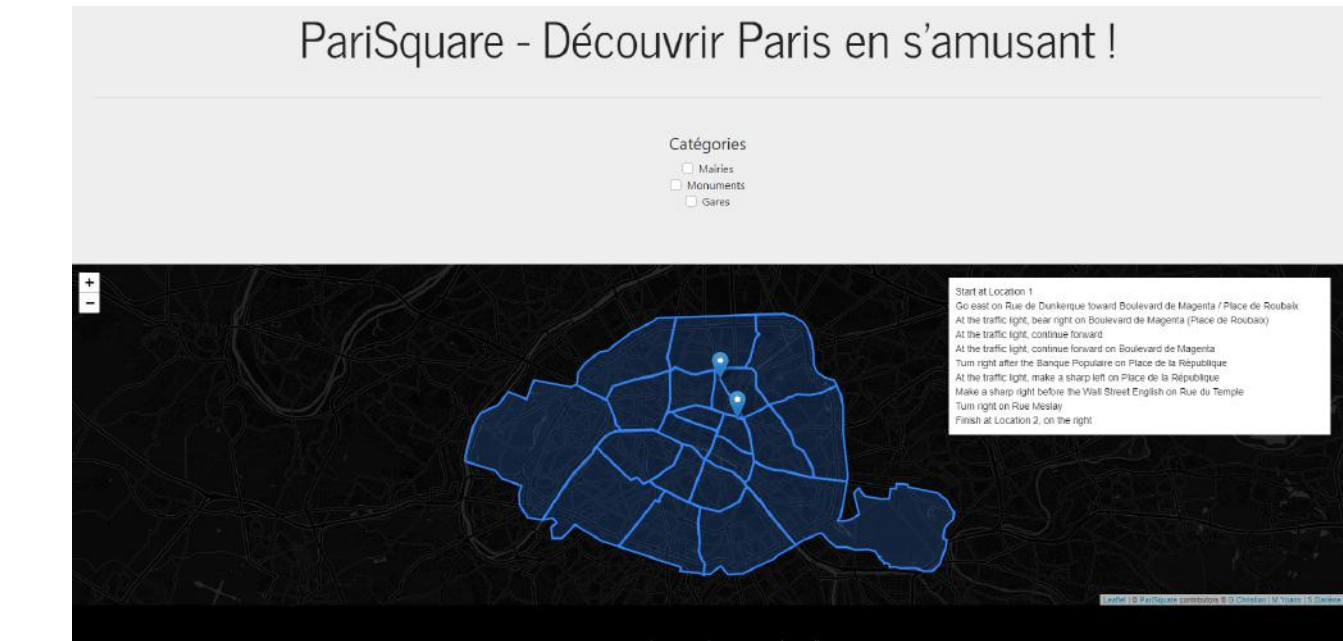 PariSquare - Découvrir Paris en s'amusant !
Catégories
Mairies
Monuments
Gares
+
−
Start at Location 1
Go east on Rue de Dunkerque toward Boulevard de Magenta / Place de Roubaix
At the traffic light, bear right on Boulevard de Magenta (Place de Roubaix)
At the traffic light, continue forward
At the traffic light, continue forward on Boulevard de Magenta
Turn right after the Banque Populaire on Place de la République
At the traffic light, make a sharp left on Place de la République
Make a sharp right before the Wall Street English on Rue du Temple
Turn right on Rue Meslay
Finish at Location 2, on the right
Leaflet | © PariSquare contributors © G.Christian | M.Yoann | S.